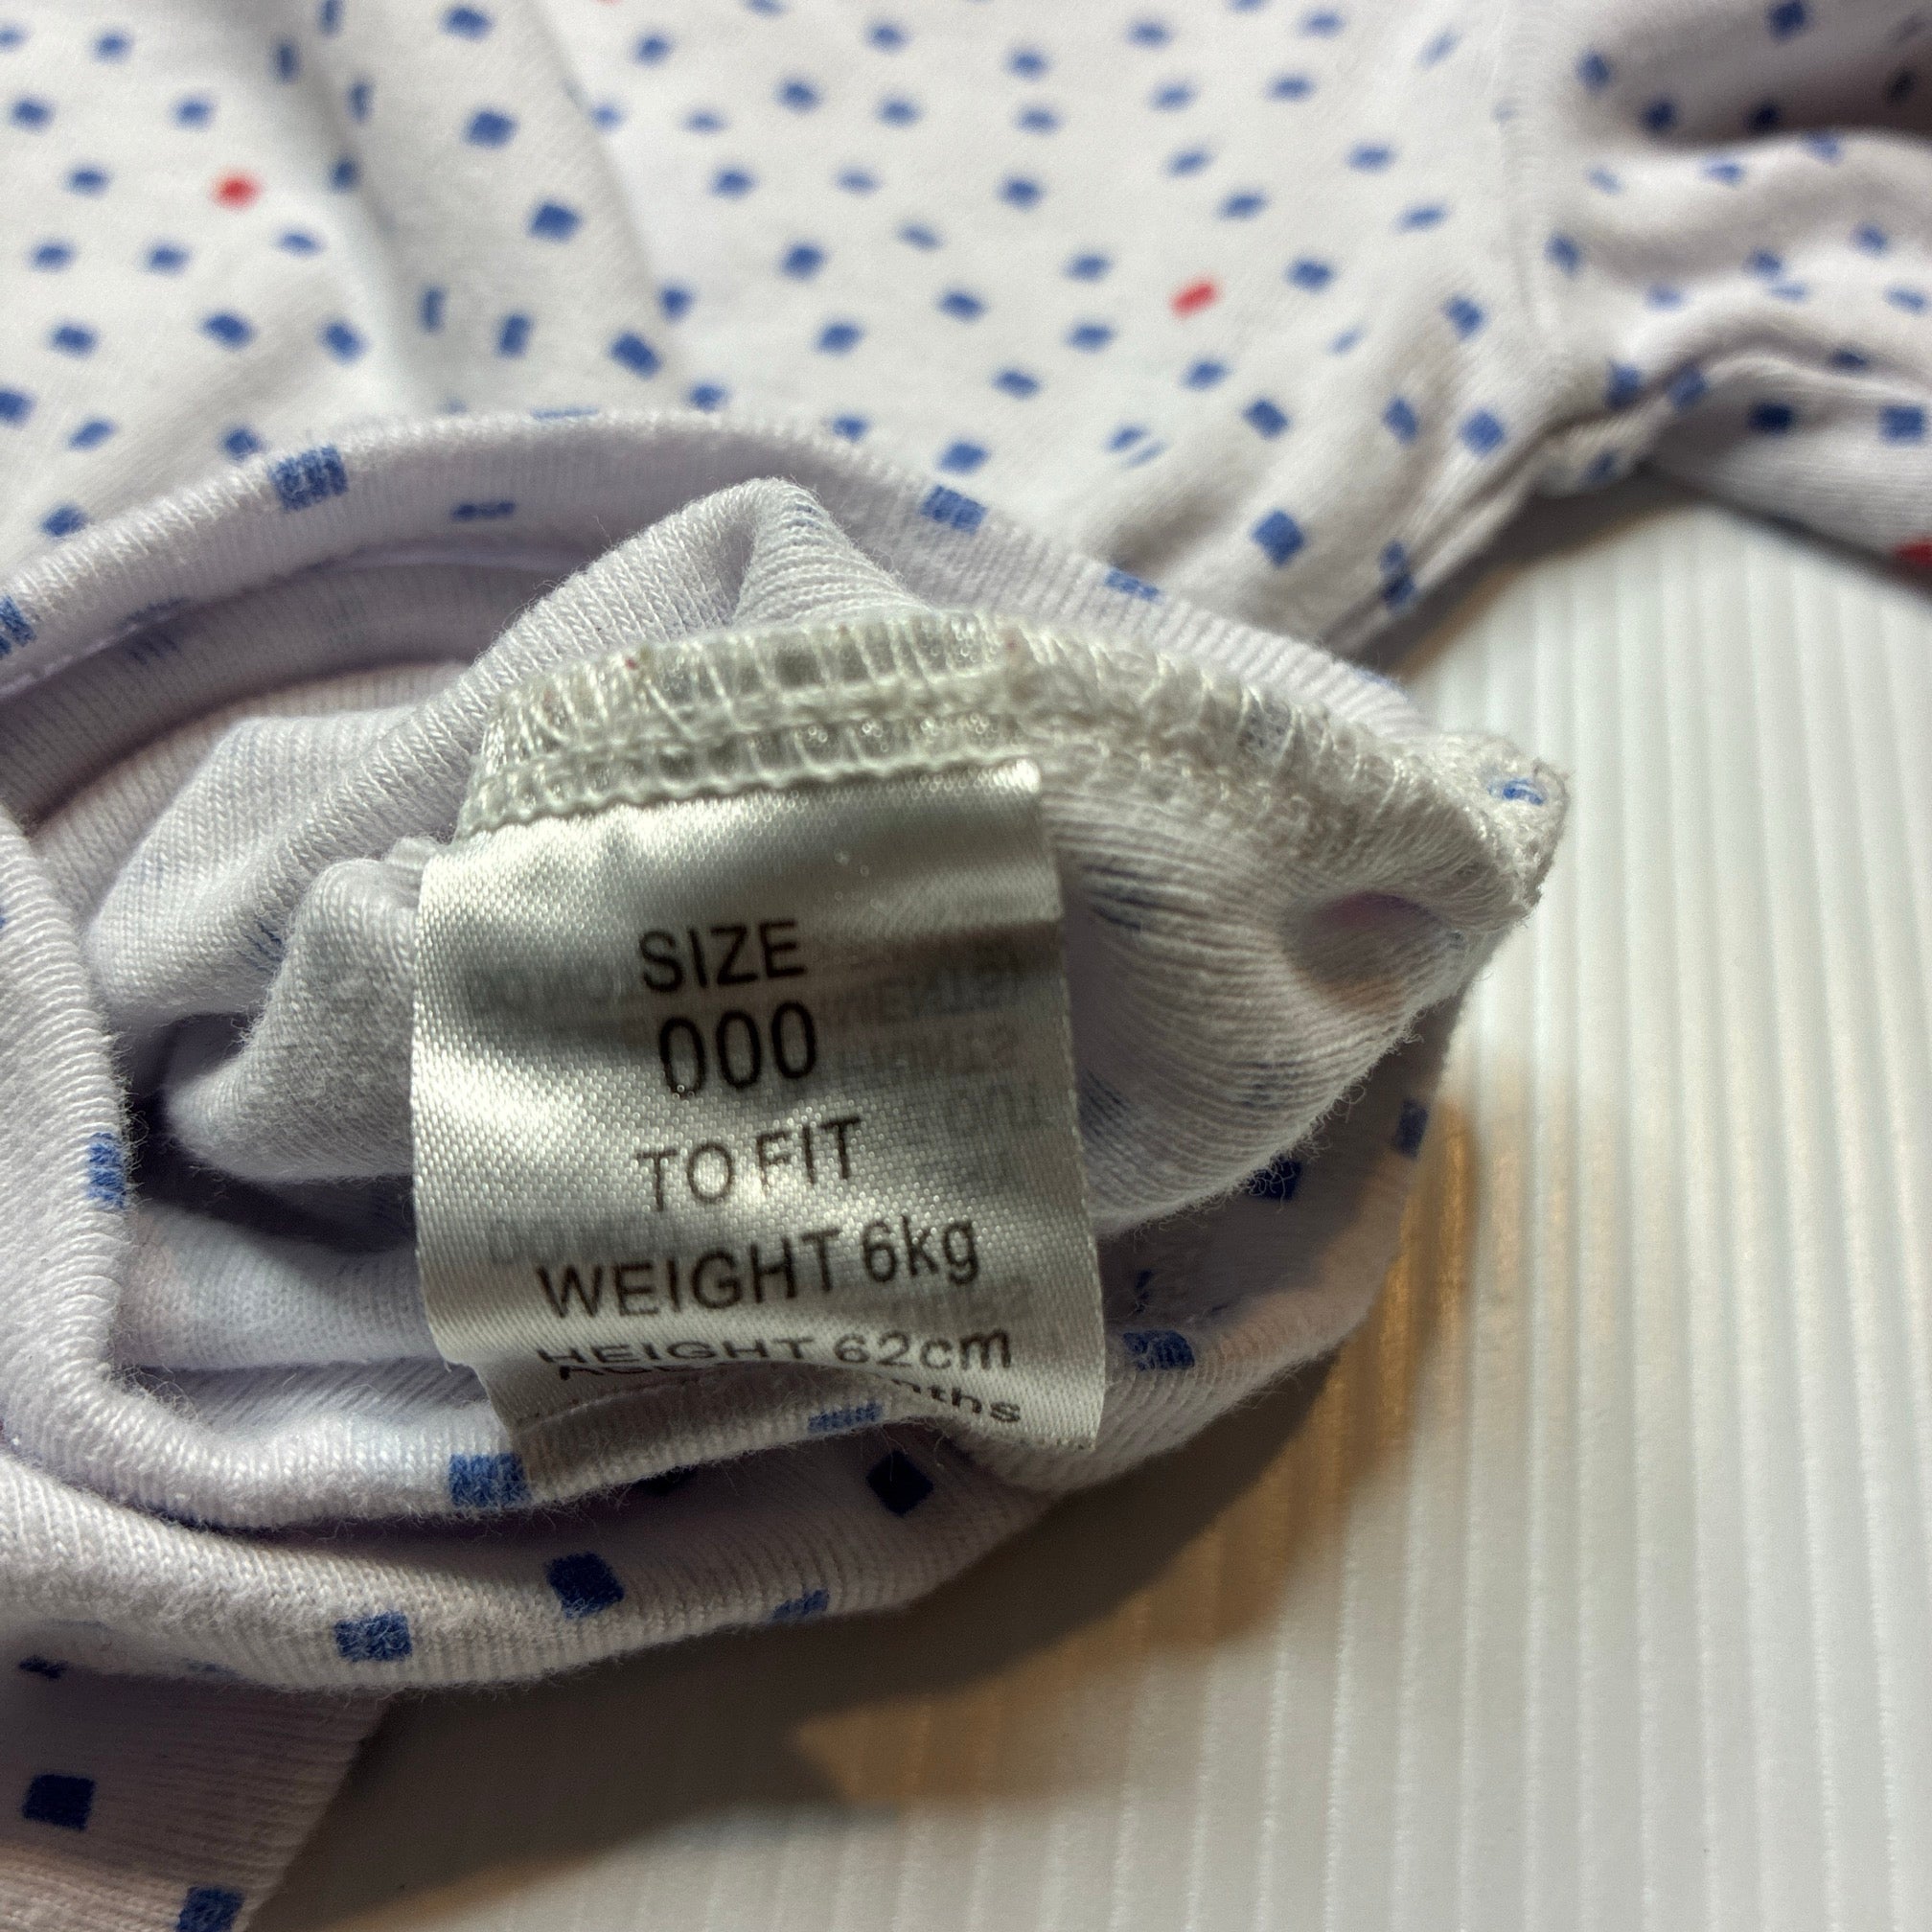 SIZE
000
TO FIT
WEIGHT 6kg
HEIGHT 62cm